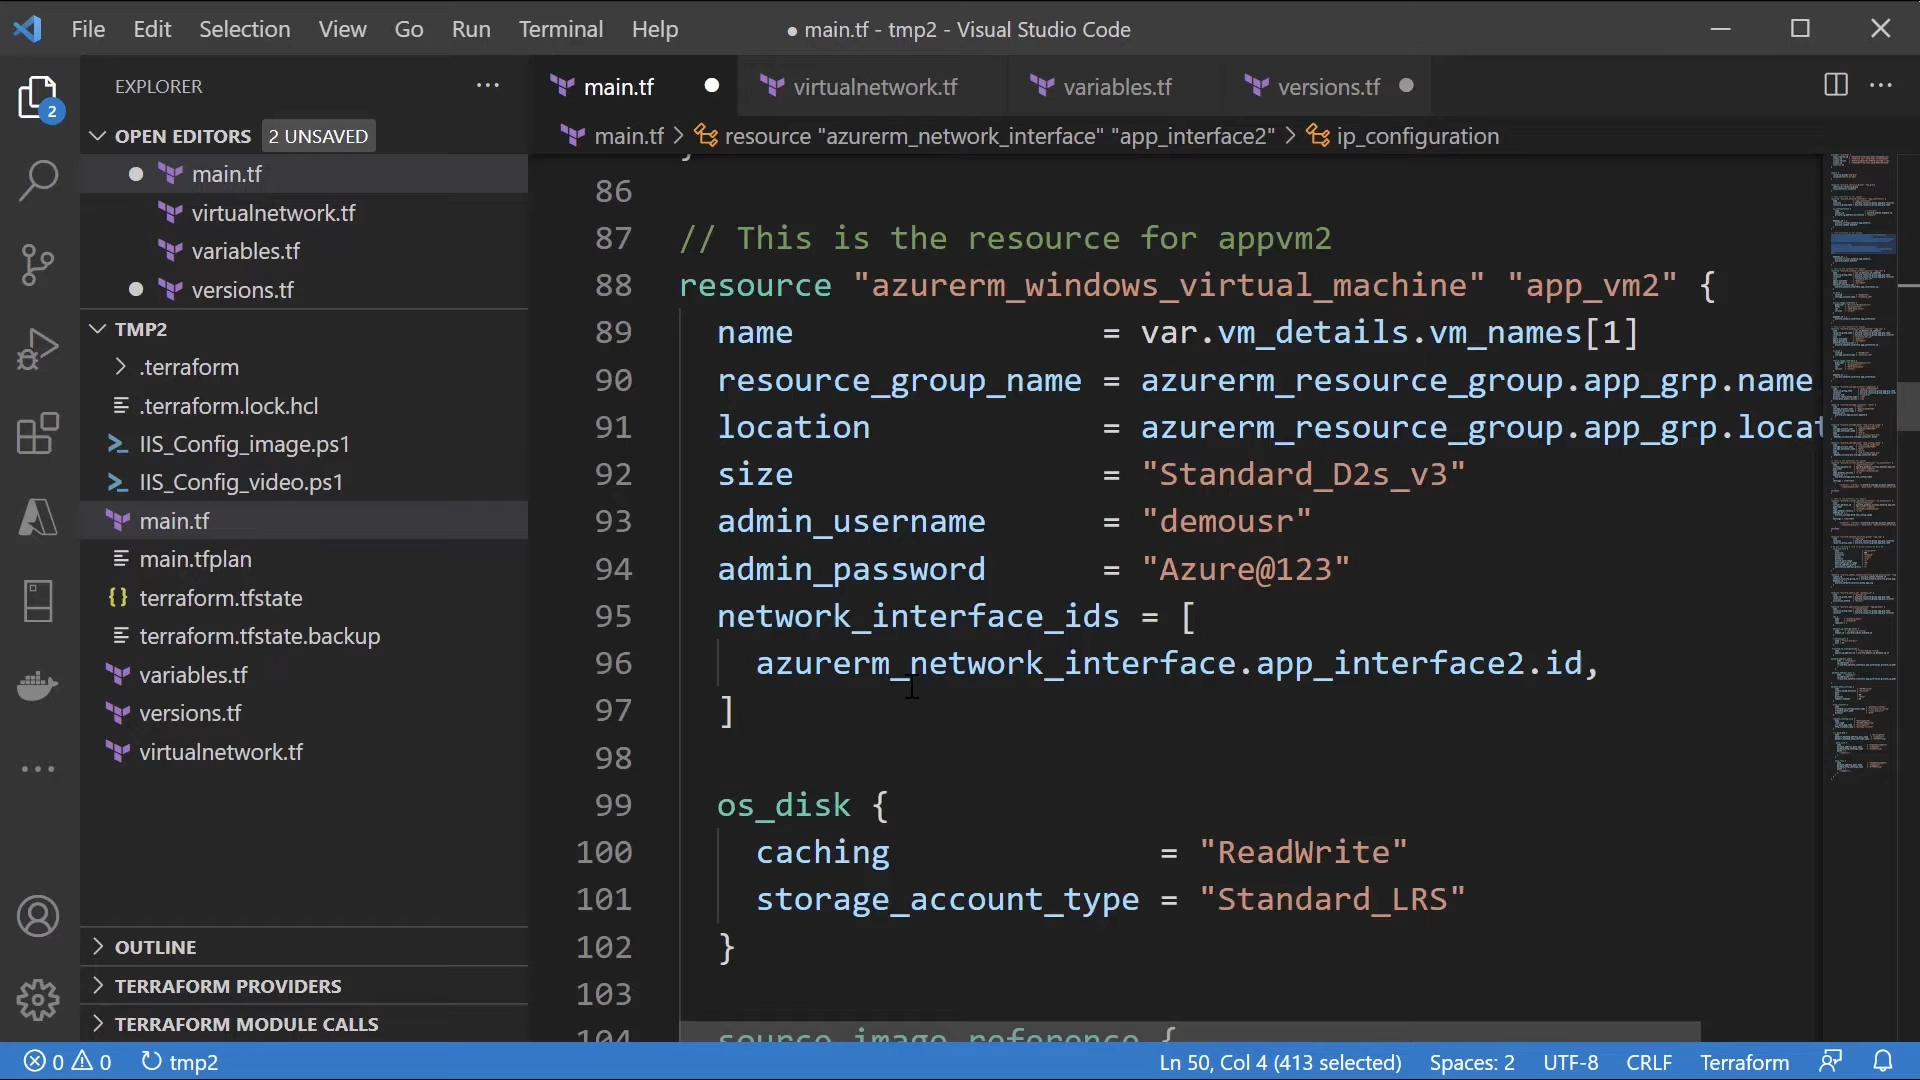 File Edit Selection View Go Run Terminal Help
● main.tf - tmp2 - Visual Studio Code
EXPLORER
2
OPEN EDITORS 2 UNSAVED
main.tf
virtualnetwork.tf
variables.tf
versions.tf
TMP2
.terraform
.terraform.lock.hcl
IIS_Config_image.ps1
IIS_Config_video.ps1
main.tf
main.tfplan
terraform.tfstate
terraform.tfstate.backup
variables.tf
versions.tf
virtualnetwork.tf
OUTLINE
TERRAFORM PROVIDERS
TERRAFORM MODULE CALLS
main.tf virtualnetwork.tf variables.tf versions.tf
main.tf > resource "azurerm_network_interface" "app_interface2" > ip_configuration
}
86
87 // This is the resource for appvm2
88 resource "azurerm_windows_virtual_machine" "app_vm2" {
89 name = var.vm_details.vm_names[1]
90 resource_group_name = azurerm_resource_group.app_grp.name
91 location = azurerm_resource_group.app_grp.locat
92 size = "Standard_D2s_v3"
93 admin_username = "demousr"
94 admin_password = "Azure@123"
95 network_interface_ids = [
96 azurerm_network_interface.app_interface2.id,
97 ]
98
99 os_disk {
100 caching = "ReadWrite"
101 storage_account_type = "Standard_LRS"
102 }
103
104 source_image_reference {
0 0 tmp2 Ln 50, Col 4 (413 selected) Spaces: 2 UTF-8 CRLF Terraform